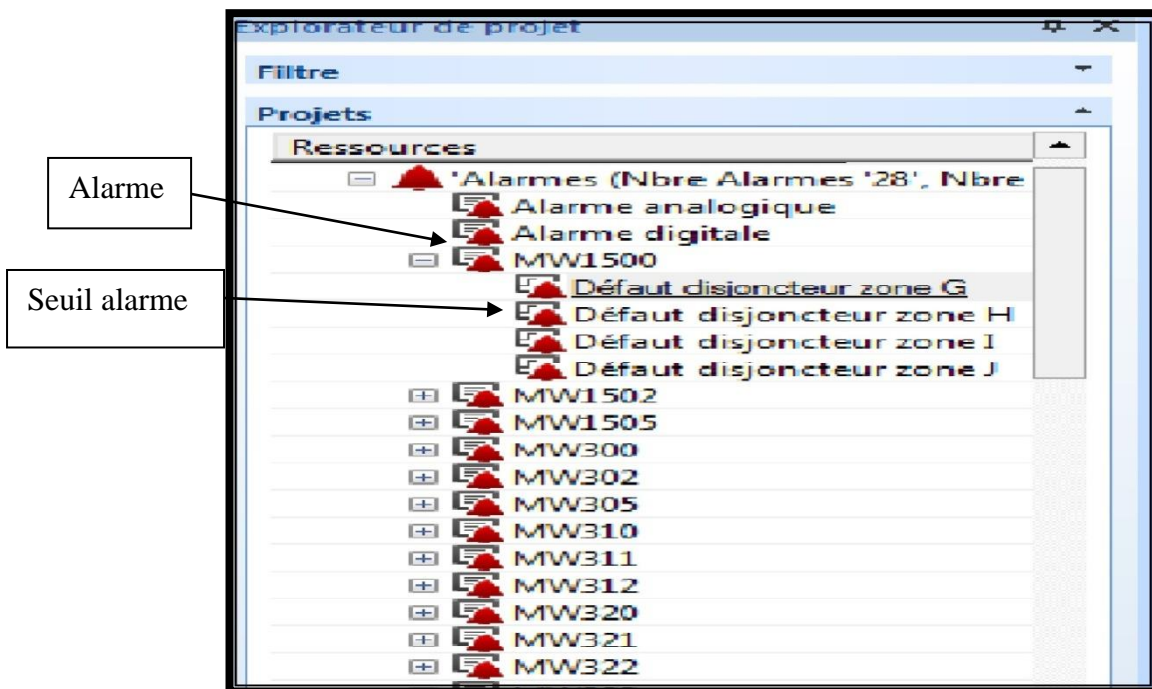 Explorateur de projet
Filtre
Projets
Ressources
'Alarmes (Nbre Alarmes '28', Nbre
Alarme analogique
Alarme
Alarme digitale
MW1500
Défaut disjoncteur zone G
Seuil alarme
Défaut disjoncteur zone H
Défaut disjoncteur zone I
Défaut disjoncteur zone J
MW1502
MW1505
MW300
MW302
MW305
MW310
MW311
MW312
MW320
MW321
MW322